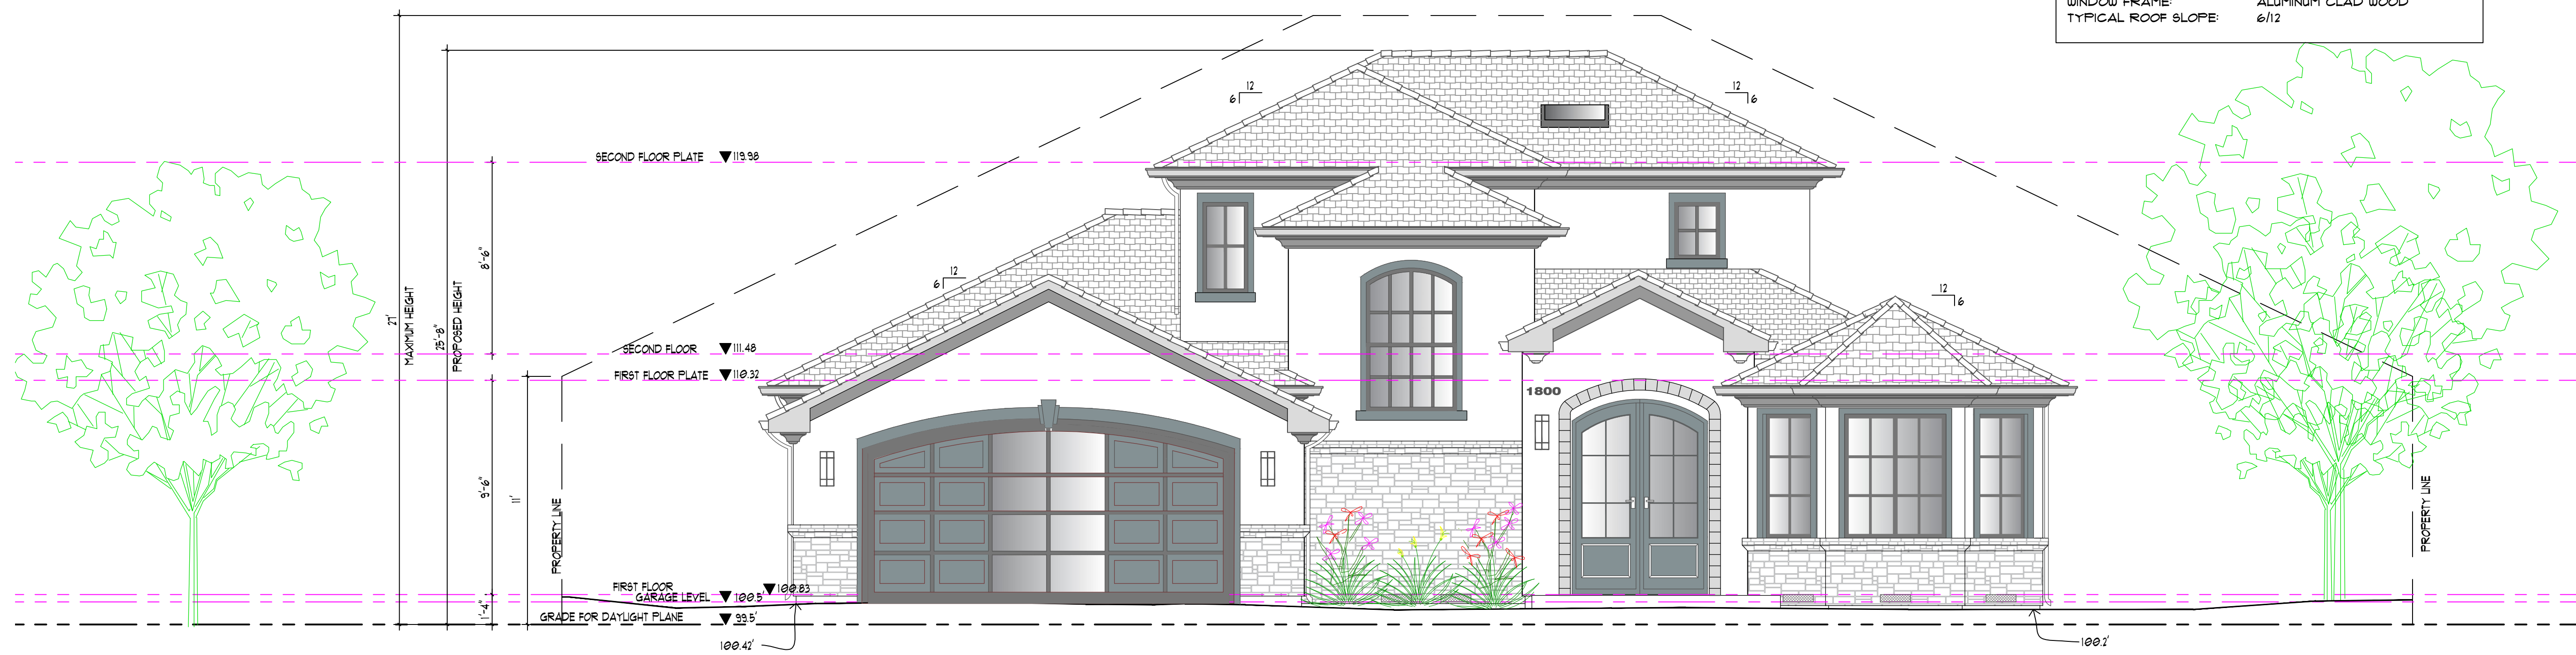 WINDOW FRAME: ALUMINUM CLAD WOOD
TYPICAL ROOF SLOPE: 6/12
12
6
12
6
SECOND FLOOR PLATE 119.98
8'-6"
12
6
12
6
27'
MAXIMUM HEIGHT
25'-8"
PROPOSED HEIGHT
SECOND FLOOR 111.48
FIRST FLOOR PLATE 110.32
1800
9'-6"
11'
PROPERTY LINE
PROPERTY LINE
FIRST FLOOR 100.83
GARAGE LEVEL 100.5'
1'-4"
GRADE FOR DAYLIGHT PLANE 99.5'
100.42'
100.2'